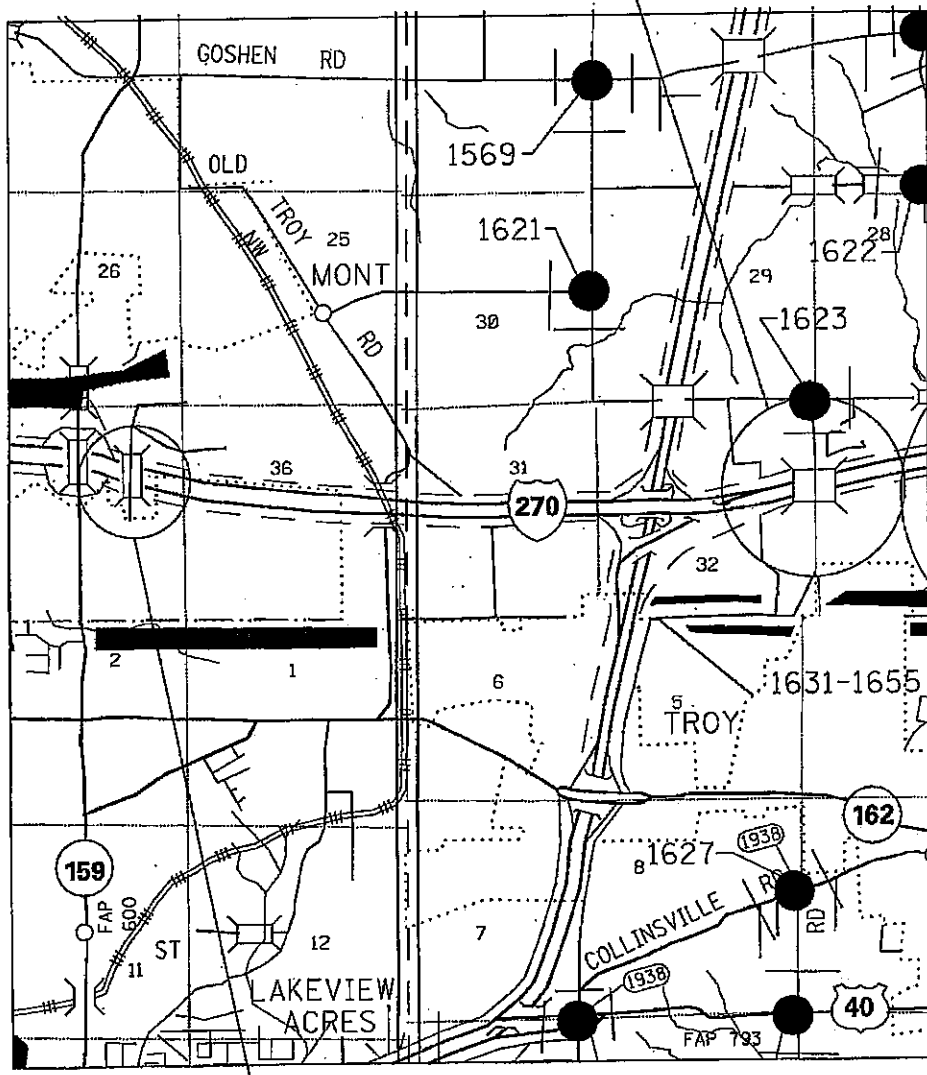 GOSHEN RD
1569
OLD
TROY
RD
NW
25
1621
MONT
26
28
1622
29
30
1623
36
31
270
32
2
1
6
5
TROY
1631-1655
162
159
FAP 600
1938
8
1627
COLLINSVILLE RD
RD
ST
11
12
7
LAKEVIEW
ACRES
1938
40
FAP 793